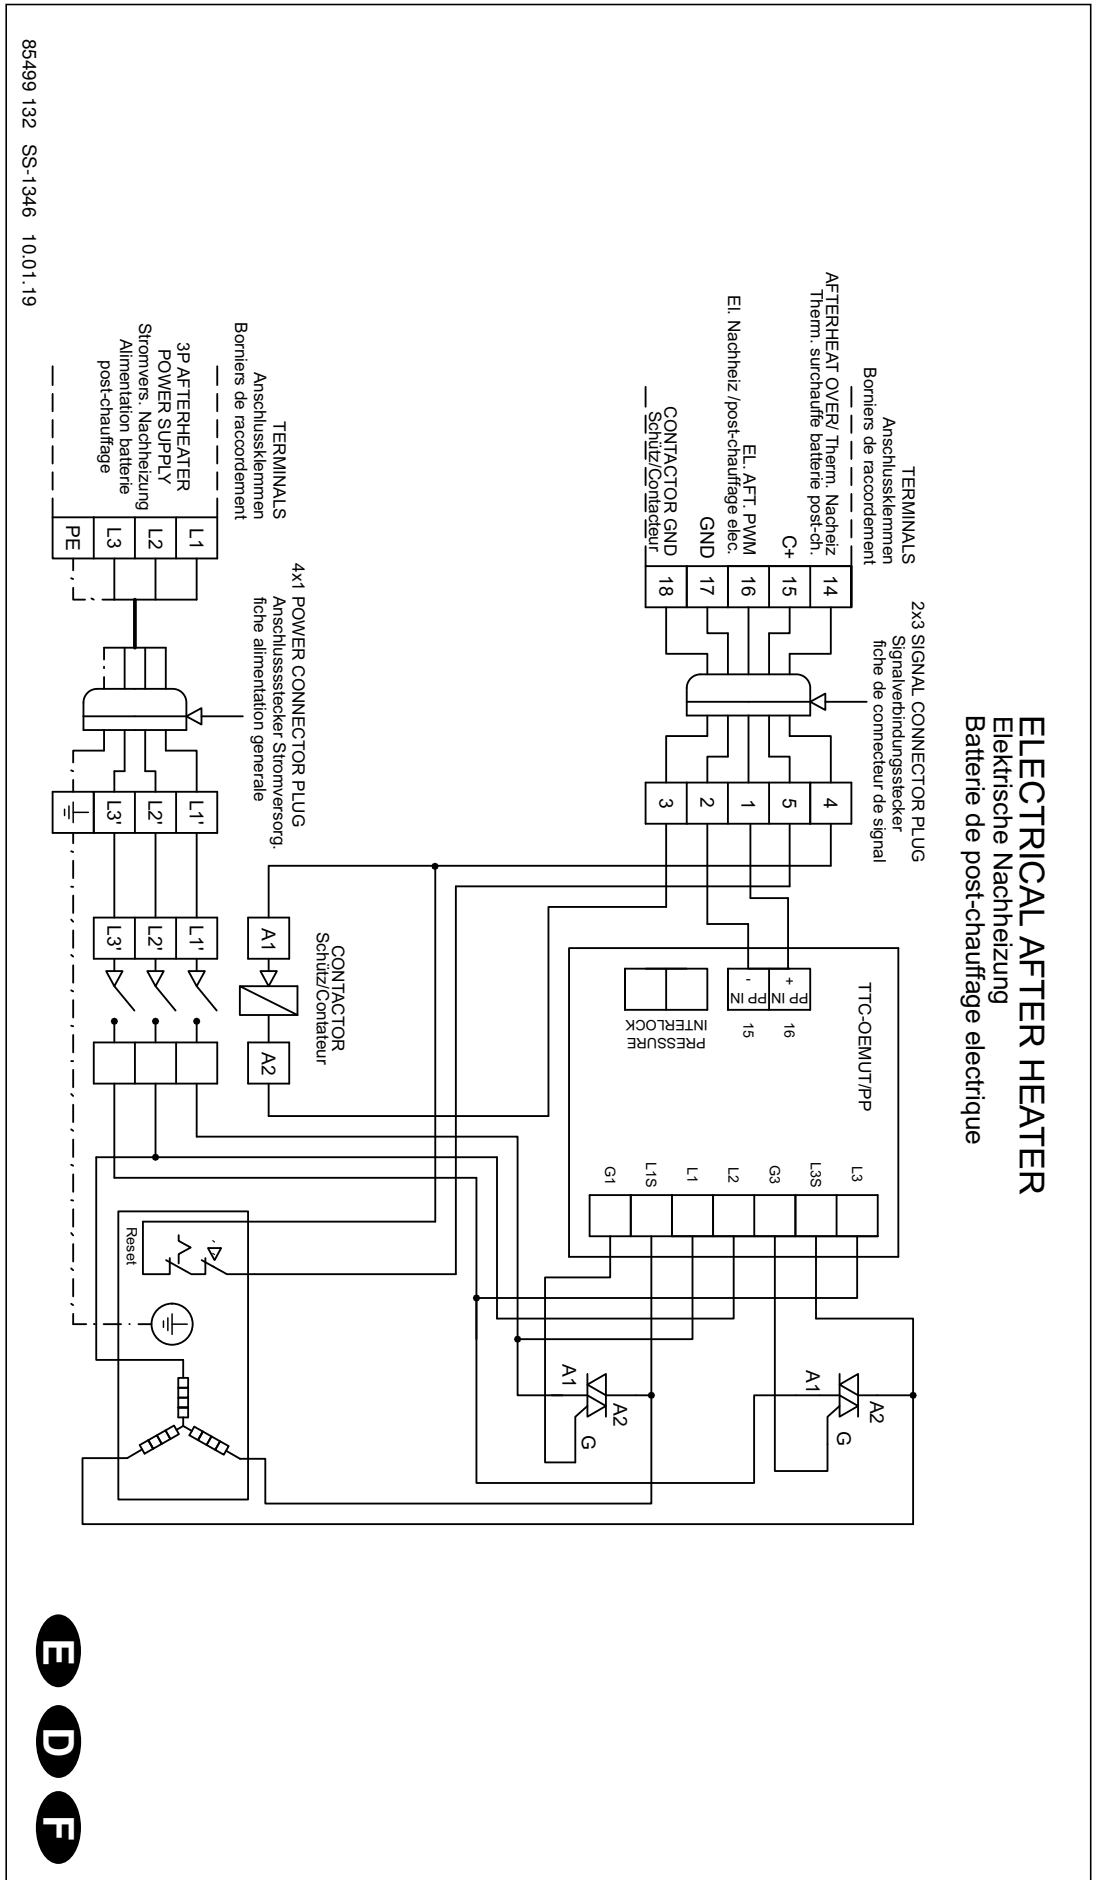 ELECTRICAL AFTER HEATER
Elektrische Nachheizung
Batterie de post-chauffage electrique
TERMINALS
Anschlussklemmen
Borniers de raccordement
AFTERHEAT OVER/ Therm. Nacheiz
Therm. surchauffe batterie post-ch.
C+
EL. AFT. PWM
El. Nachheiz /post-chauffage elec.
GND
CONTACTOR GND
Schütz/Contacteur
14
15
16
17
18
2x3 SIGNAL CONNECTOR PLUG
Signalverbindungsstecker
fiche de connecteur de signal
4
5
1
2
3
TTC-OEMUT/PP
+
PP IN
-
PP IN
16
15
PRESSURE
INTERLOCK
L3
L3S
G3
L2
L1
L1S
G1
A1
A2
G
A1
A2
G
CONTACTOR
Schütz/Contateur
A1
A2
TERMINALS
Anschlussklemmen
Borniers de raccordement
3P AFTERHEATER
POWER SUPPLY
Stromvers. Nachheizung
Alimentation batterie
post-chauffage
L1
L2
L3
PE
4x1 POWER CONNECTOR PLUG
Anschlusssstecker Stromversorg.
fiche alimentation generale
L1'
L2'
L3'
L1'
L2'
L3'
Reset
85499 132 SS-1346 10.01.19
E D F